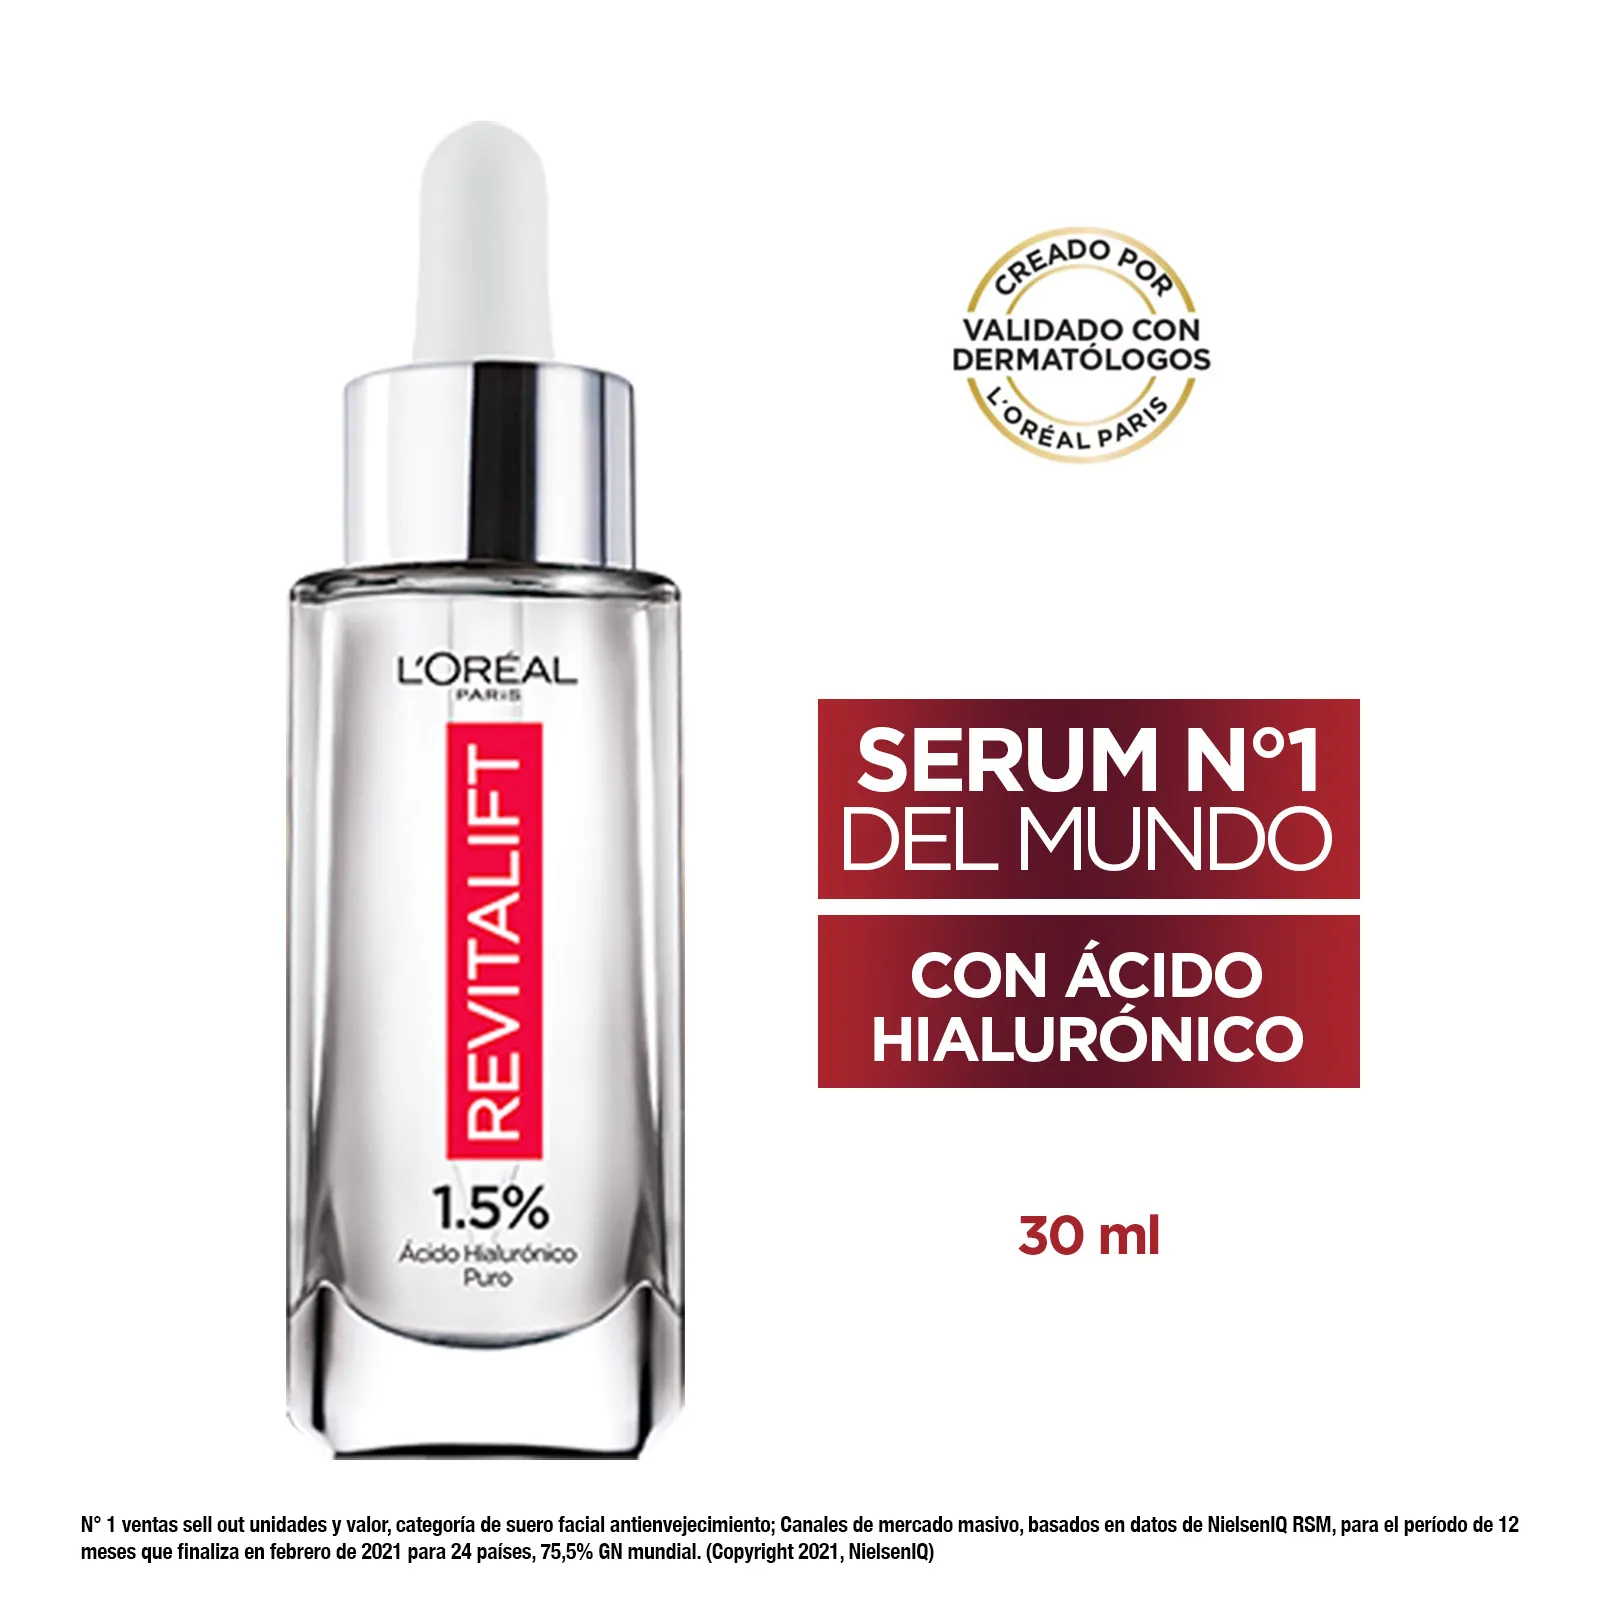 L'ORÉAL
PARIS
REVITALIFT
1.5%
Ácido Hialurónico
Puro
CREADO POR
VALIDADO CON
DERMATÓLOGOS
L'ORÉAL PARIS
SERUM N°1
DEL MUNDO
CON ÁCIDO
HIALURÓNICO
30 ml
N° 1 ventas sell out unidades y valor, categoría de suero facial antienvejecimiento; Canales de mercado masivo, basados en datos de NielsenIQ RSM, para el período de 12
meses que finaliza en febrero de 2021 para 24 países, 75,5% GN mundial. (Copyright 2021, NielsenIQ)